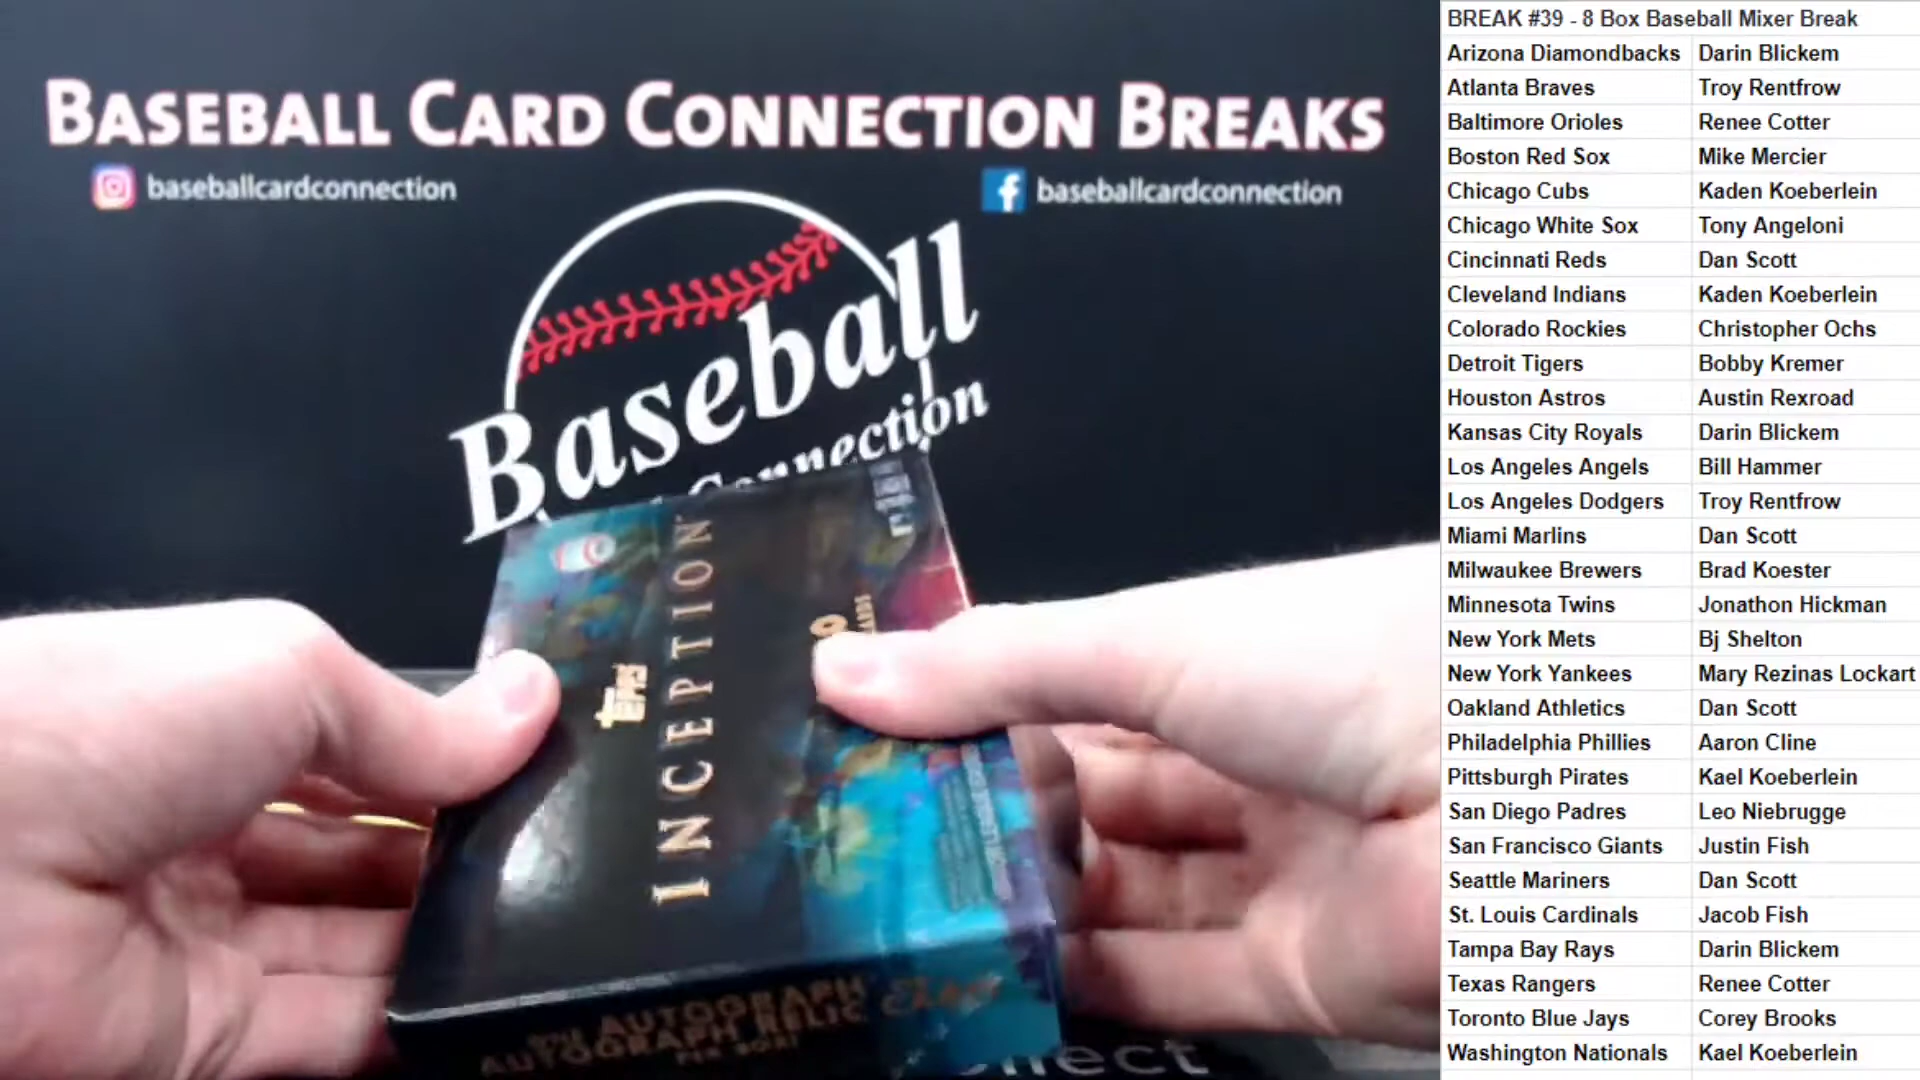 BASEBALL CARD CONNECTION BREAKS
baseballcardconnection
baseballcardconnection
Baseball
Connection
TOPPS
INCEPTION
AUTOGRAPH
AUTOGRAPH RELIC
PER BOX!
BREAK #39 - 8 Box Baseball Mixer Break
Arizona Diamondbacks Darin Blickem
Atlanta Braves Troy Rentfrow
Baltimore Orioles Renee Cotter
Boston Red Sox Mike Mercier
Chicago Cubs Kaden Koeberlein
Chicago White Sox Tony Angeloni
Cincinnati Reds Dan Scott
Cleveland Indians Kaden Koeberlein
Colorado Rockies Christopher Ochs
Detroit Tigers Bobby Kremer
Houston Astros Austin Rexroad
Kansas City Royals Darin Blickem
Los Angeles Angels Bill Hammer
Los Angeles Dodgers Troy Rentfrow
Miami Marlins Dan Scott
Milwaukee Brewers Brad Koester
Minnesota Twins Jonathon Hickman
New York Mets Bj Shelton
New York Yankees Mary Rezinas Lockart
Oakland Athletics Dan Scott
Philadelphia Phillies Aaron Cline
Pittsburgh Pirates Kael Koeberlein
San Diego Padres Leo Niebrugge
San Francisco Giants Justin Fish
Seattle Mariners Dan Scott
St. Louis Cardinals Jacob Fish
Tampa Bay Rays Darin Blickem
Texas Rangers Renee Cotter
Toronto Blue Jays Corey Brooks
Washington Nationals Kael Koeberlein